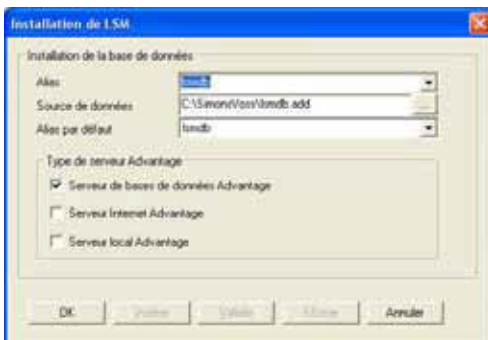 Installation de LSM
Installation de la base de données
Alias
lsmdb
Source de données
C:\SimonsVoss\lsmdb.add
Alias par défaut
lsmdb
Type de serveur Advantage
Serveur de bases de données Advantage
Serveur Internet Advantage
Serveur local Advantage
OK
Annuler